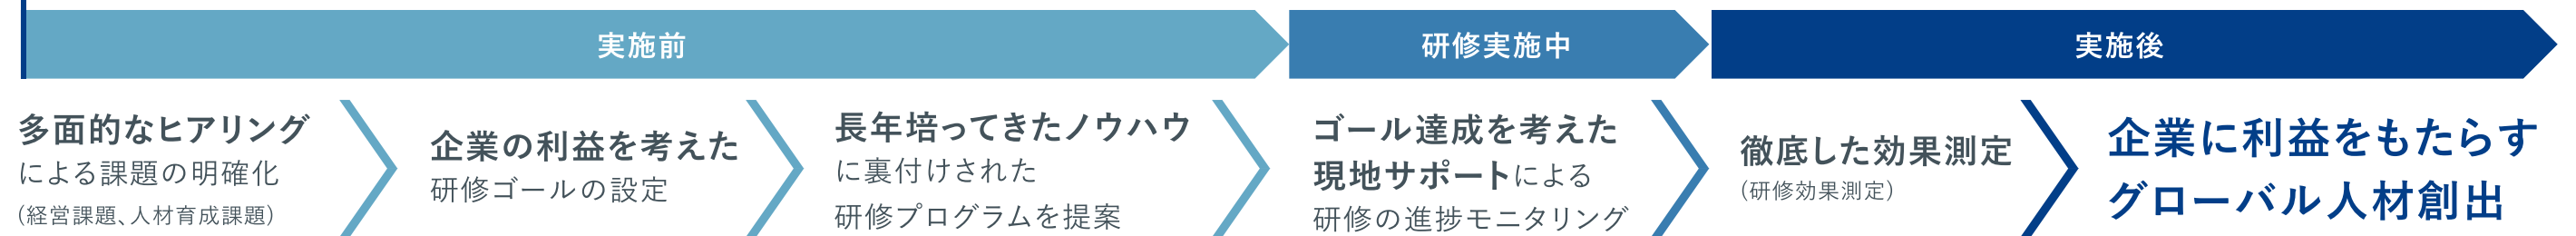 実施前
研修実施中
実施後
多面的なヒアリング
による課題の明確化
（経営課題、人材育成課題）
企業の利益を考えた
研修ゴールの設定
長年培ってきたノウハウ
に裏付けされた
研修プログラムを提案
ゴール達成を考えた
現地サポートによる
研修の進捗モニタリング
徹底した効果測定
（研修効果測定）
企業に利益をもたらす
グローバル人材創出